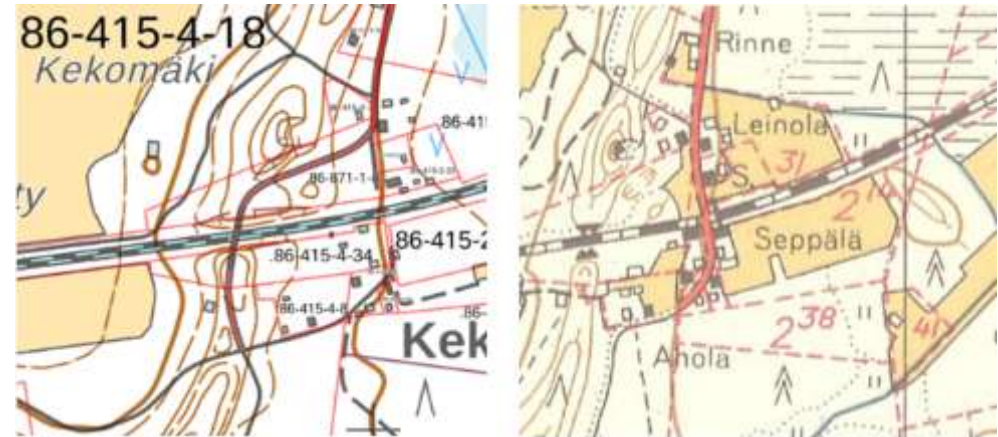 86-415-4-18
Kekomäki
86-41
86-871-1-
ty
86-415-2
.86-415-4-34
86-415-4-8
.86-
Kek
Rinne
Leinola
S.
31
2
Seppälä
2 38
41
Ahola